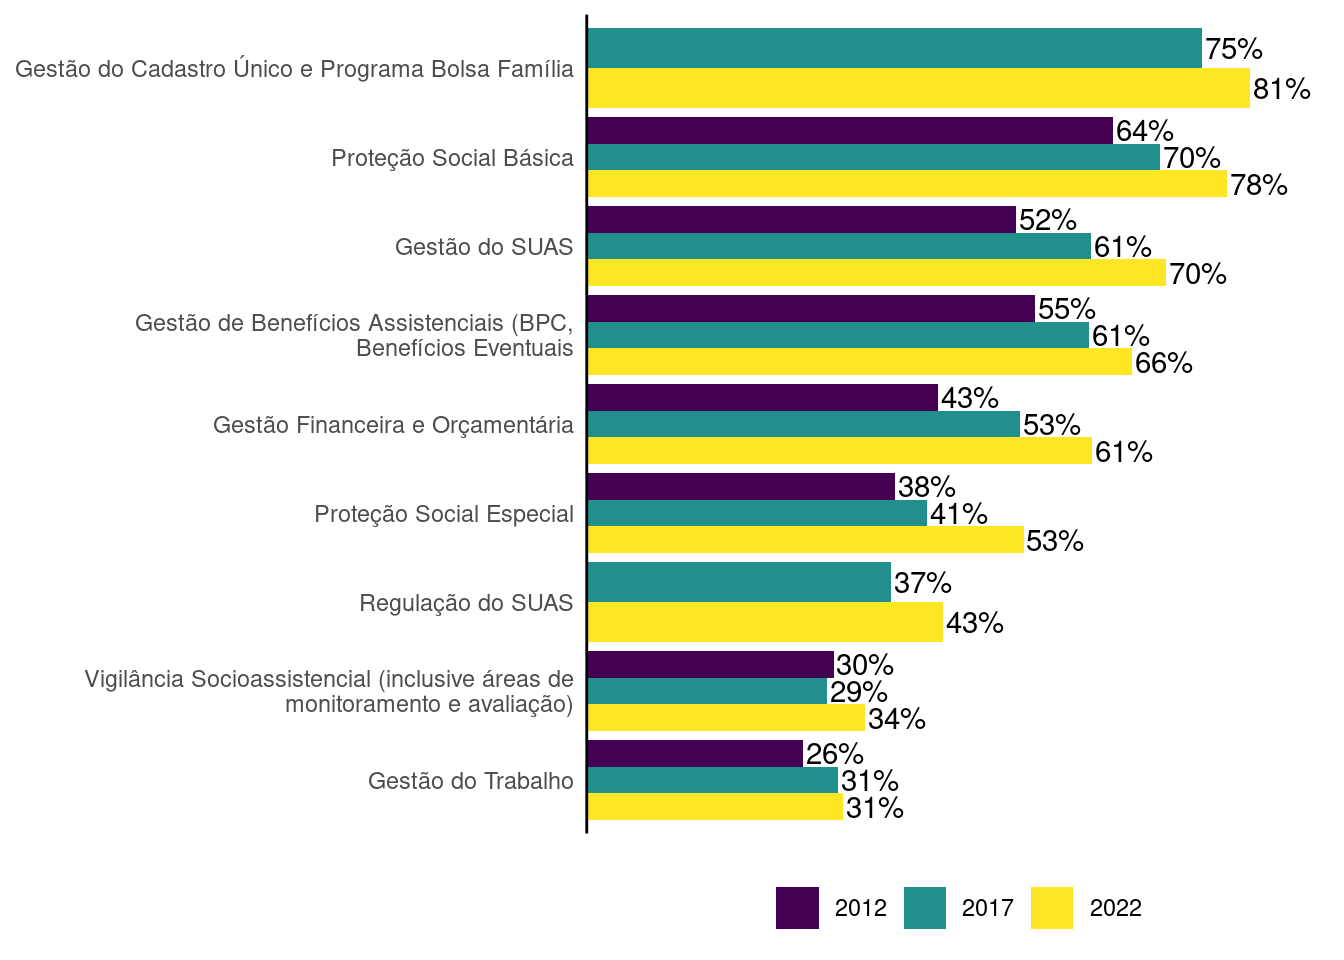 Gestão do Cadastro Único e Programa Bolsa Família
75%
81%
Proteção Social Básica
64%
70%
78%
Gestão do SUAS
52%
61%
70%
Gestão de Benefícios Assistenciais (BPC,
Benefícios Eventuais
55%
61%
66%
Gestão Financeira e Orçamentária
43%
53%
61%
Proteção Social Especial
38%
41%
53%
Regulação do SUAS
37%
43%
Vigilância Socioassistencial (inclusive áreas de
monitoramento e avaliação)
30%
29%
34%
Gestão do Trabalho
26%
31%
31%
2012 2017 2022